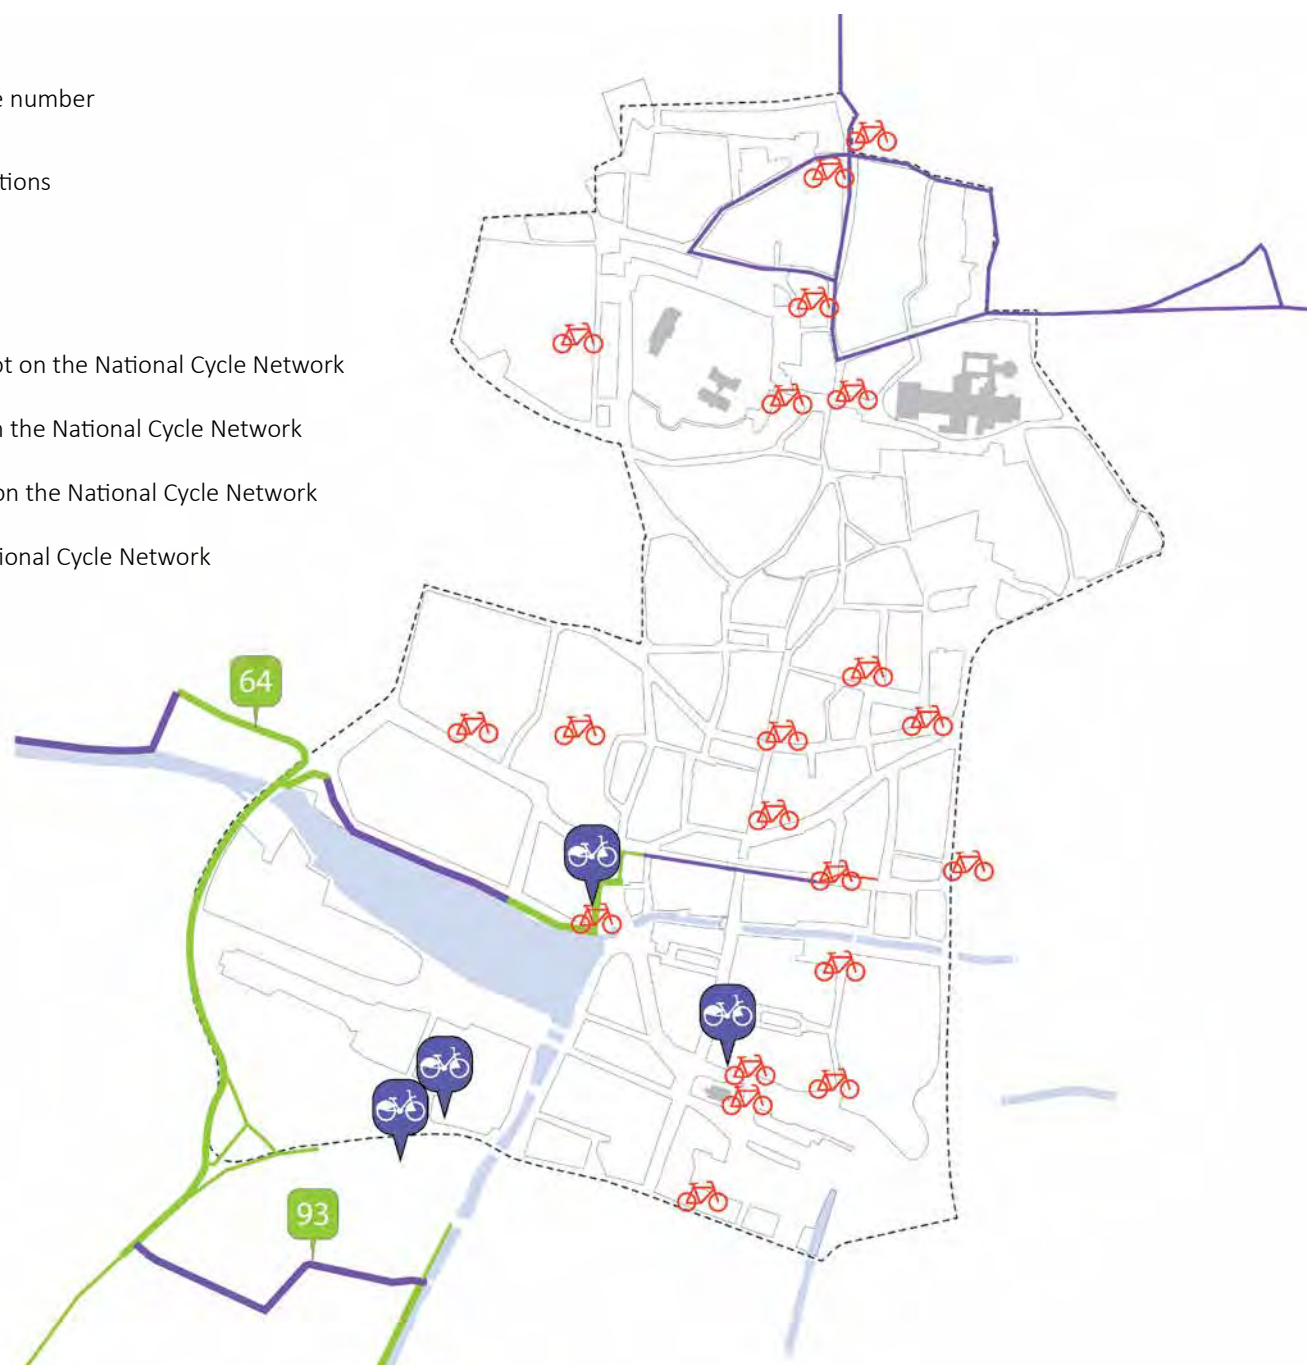 e number
tions
ot on the National Cycle Network
n the National Cycle Network
on the National Cycle Network
ional Cycle Network
64
93